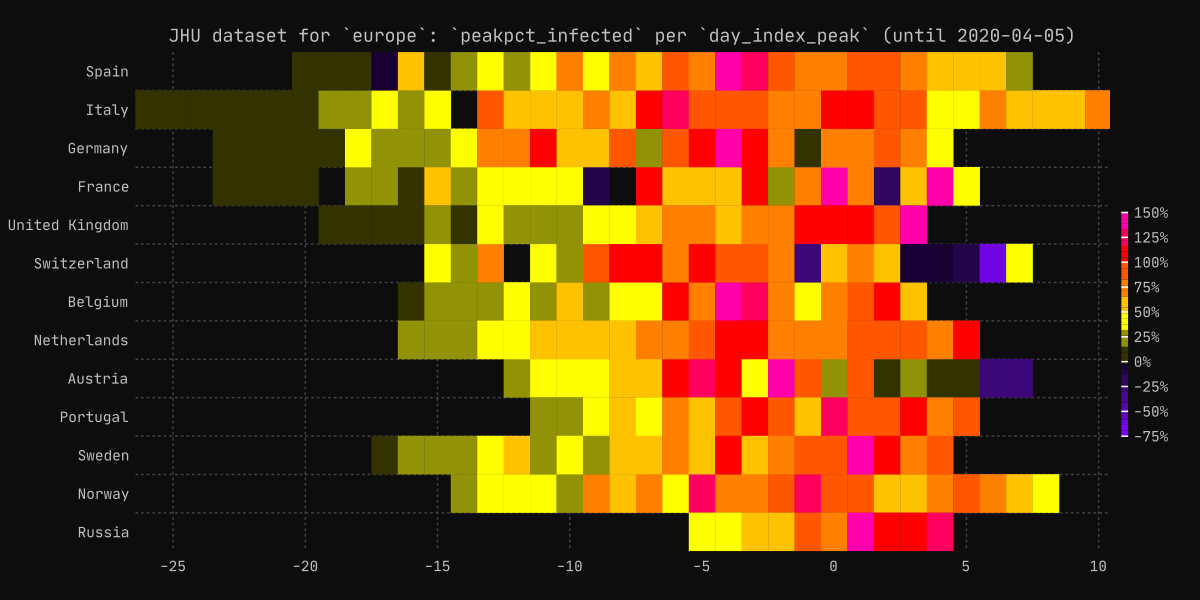 JHU dataset for `europe`: `peakpct_infected` per `day_index_peak` (until 2020-04-05)
Spain
Italy
Germany
France
United Kingdom
Switzerland
Belgium
Netherlands
Austria
Portugal
Sweden
Norway
Russia
-25 -20 -15 -10 -5 0 5 10
150%
125%
100%
75%
50%
25%
0%
-25%
-50%
-75%